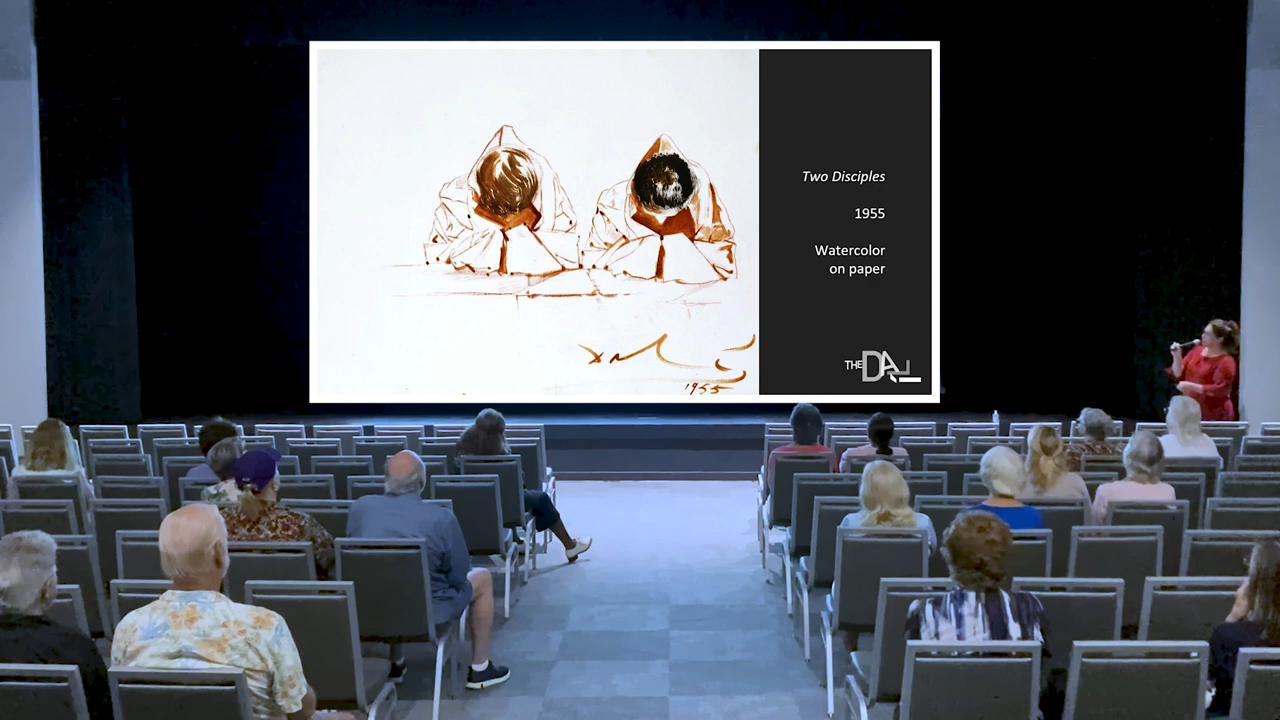 Two Disciples
1955
Watercolor
on paper
THE DALI
1955